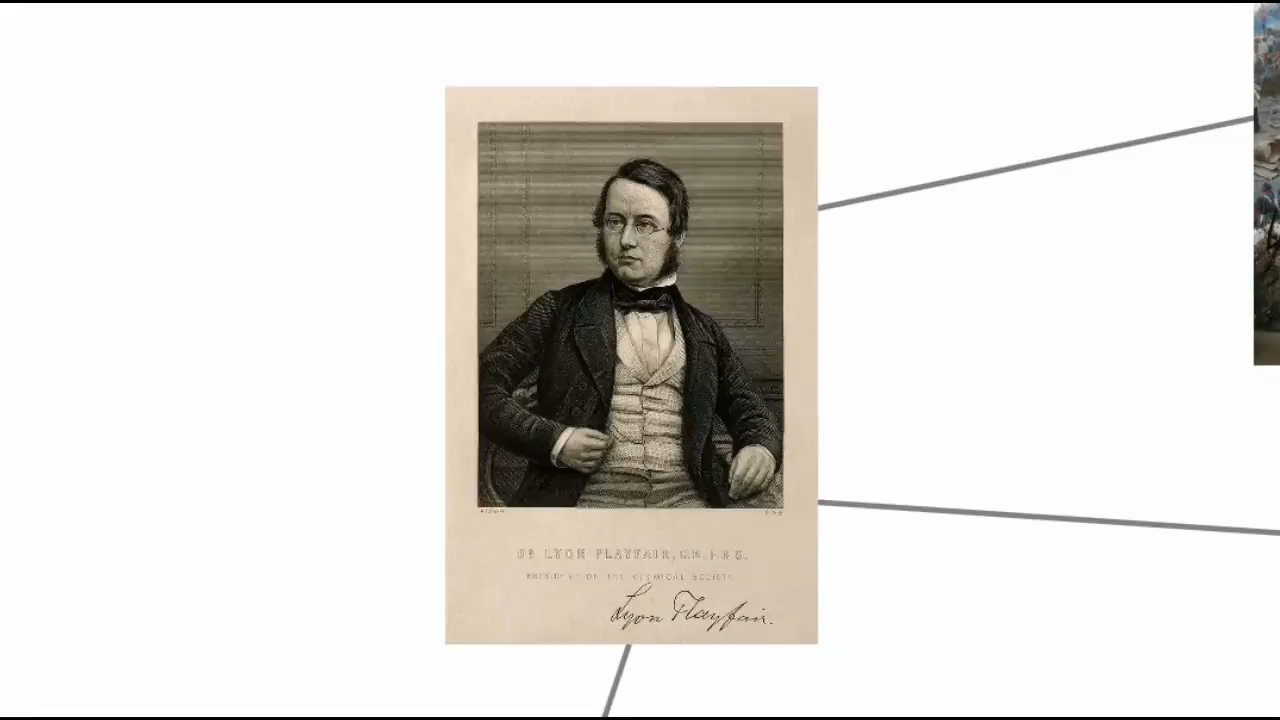 DR LYON PLAYFAIR, C.B. F.R.S.
PRESIDENT OF THE CHEMICAL SOCIETY
Lyon Playfair.